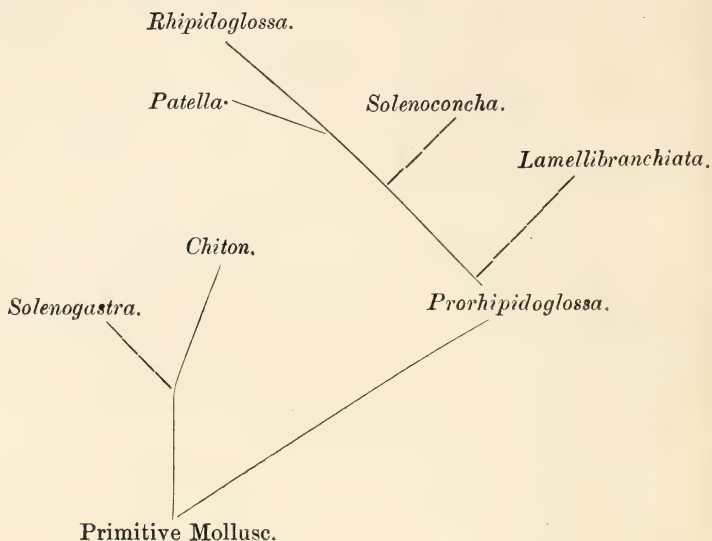 Rhipidoglossa.
Patella.
Solenoconcha.
Lamellibranchiata.
Chiton.
Solenogastra.
Prorhipidoglossa.
Primitive Mollusc.